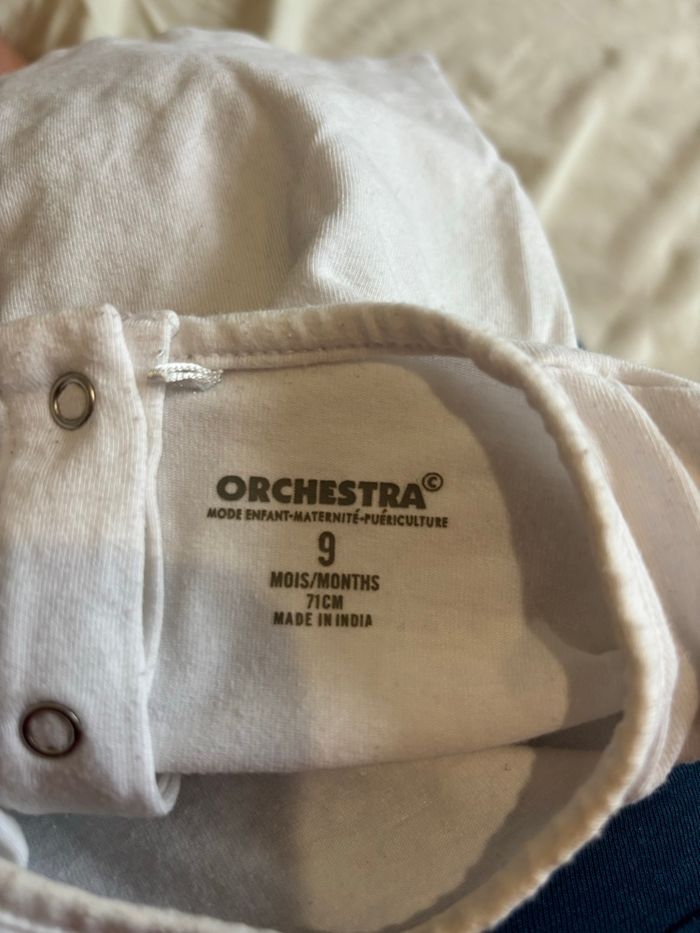 ORCHESTRA©
MODE ENFANT-MATERNITÉ-PUÉRICULTURE
9
MOIS/MONTHS
71CM
MADE IN INDIA